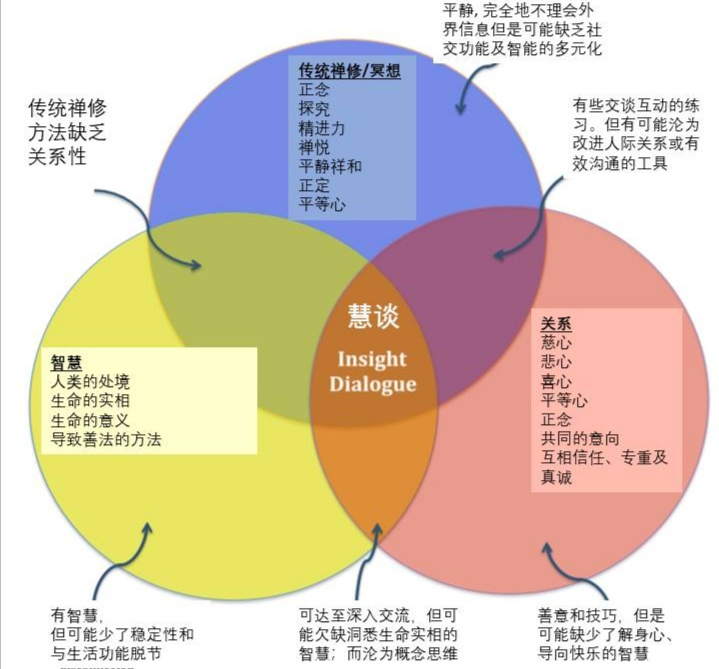 平静, 完全地不理会外
界信息但是可能缺乏社
交功能及智能的多元化
传统禅修/冥想
正念
探究
精进力
禅悦
平静祥和
正定
平等心
传统禅修
方法缺乏
关系性
有些交谈互动的练
习。但有可能沦为
改进人际关系或有
效沟通的工具
慧谈
Insight
Dialogue
智慧
人类的处境
生命的实相
生命的意义
导致善法的方法
关系
慈心
悲心
喜心
平等心
正念
共同的意向
互相信任、专重及
真诚
有智慧,
但可能少了稳定性和
与生活功能脱节
可达至深入交流, 但可
能欠缺洞悉生命实相的
智慧; 而沦为概念思维
善意和技巧, 但是
可能缺少了解身心、
导向快乐的智慧